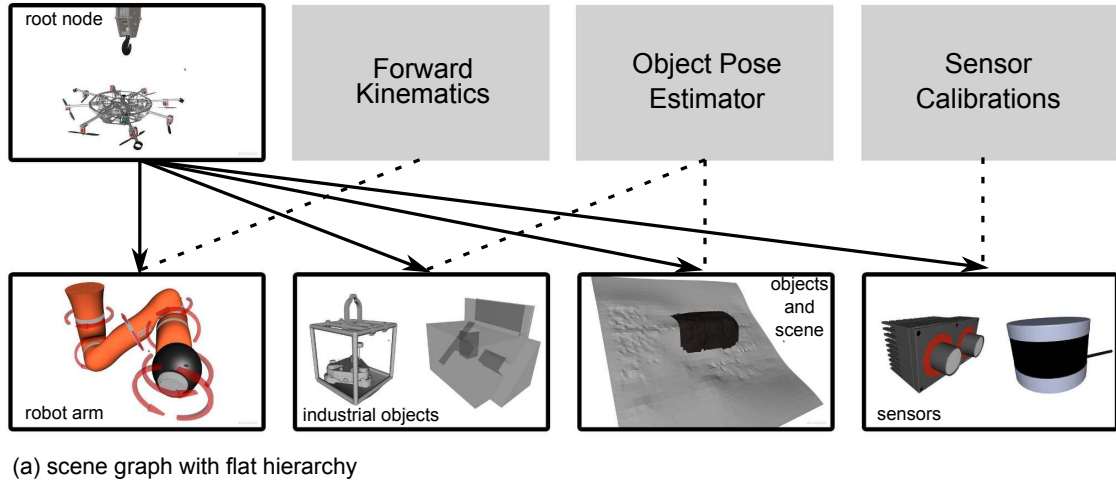 root node
Forward
Kinematics
Object Pose
Estimator
Sensor
Calibrations
robot arm
industrial objects
objects
and
scene
sensors
(a) scene graph with flat hierarchy